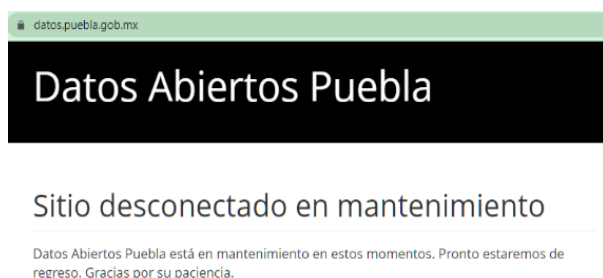 datos.puebla.gob.mx
Datos Abiertos Puebla
Sitio desconectado en mantenimiento
Datos Abiertos Puebla está en mantenimiento en estos momentos. Pronto estaremos de
regreso. Gracias por su paciencia.